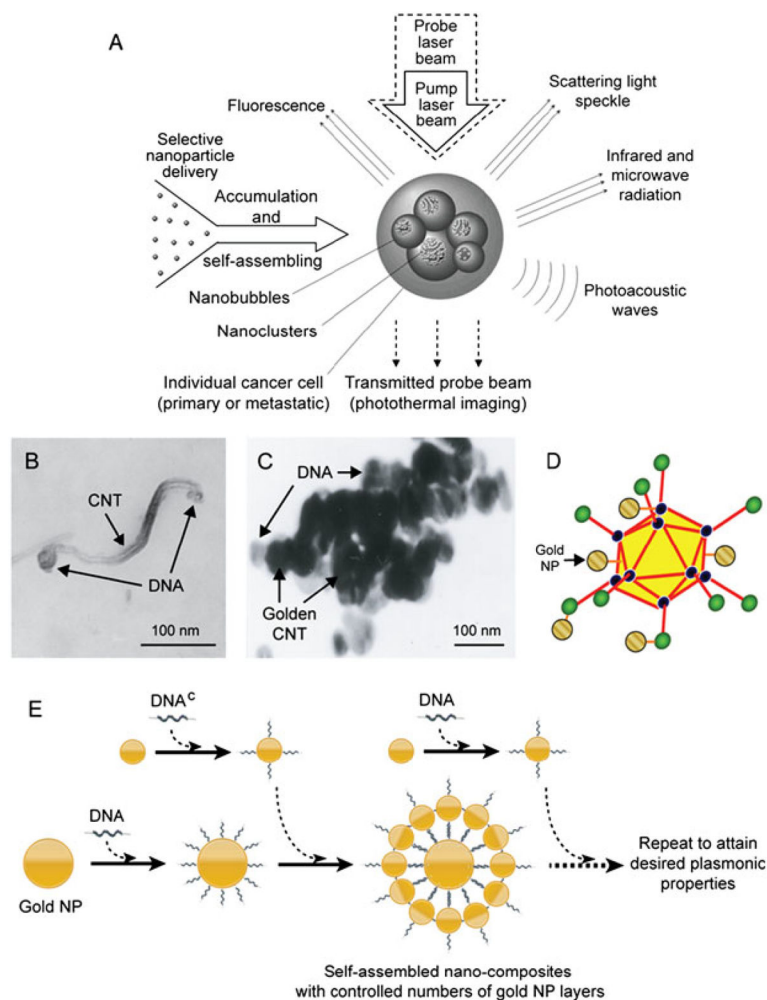 A
Probe
laser
beam
Pump
laser
beam
Fluorescence
Scattering light
speckle
Selective
nanoparticle
delivery
Infrared and
microwave
radiation
Accumulation
and
self-assembling
Nanobubbles
Photoacoustic
waves
Nanoclusters
Individual cancer cell
(primary or metastatic)
Transmitted probe beam
(photothermal imaging)
B
CNT
DNA
100 nm
C
DNA
Golden
CNT
100 nm
D
Gold
NP
E
DNAᶜ
DNA
DNA
Gold NP
Repeat to attain
desired plasmonic
properties
Self-assembled nano-composites
with controlled numbers of gold NP layers